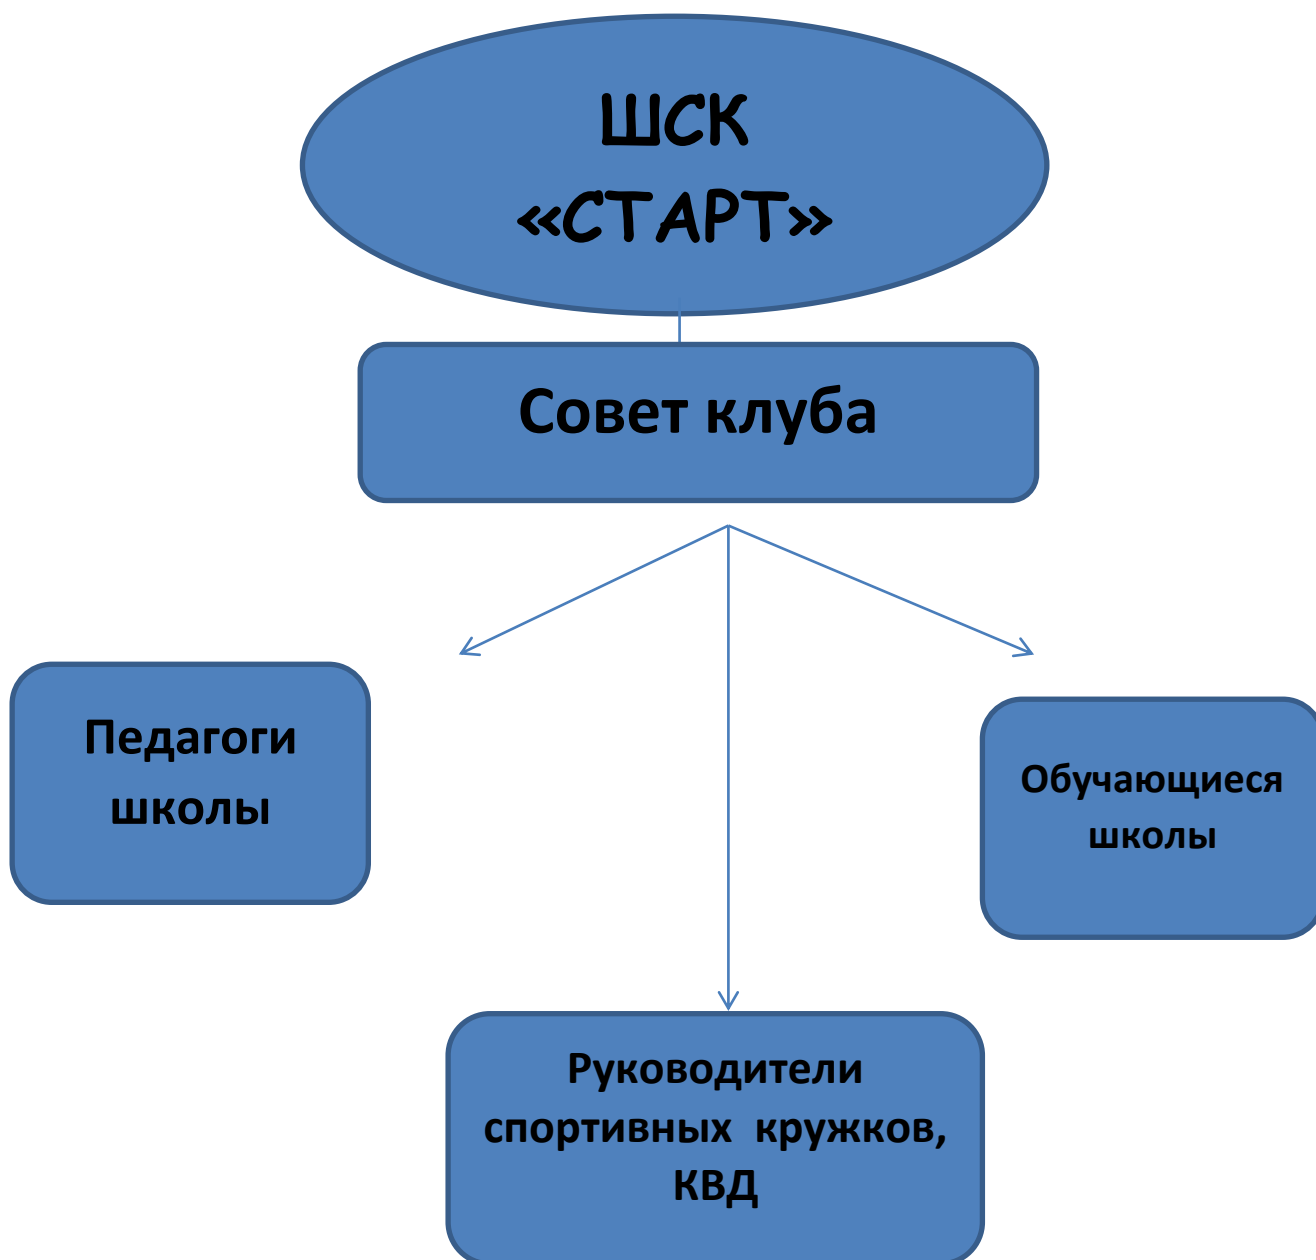 ШСК
«СТАРТ»
Совет клуба
Педагоги
школы
Обучающиеся
школы
Руководители
спортивных кружков,
КВД